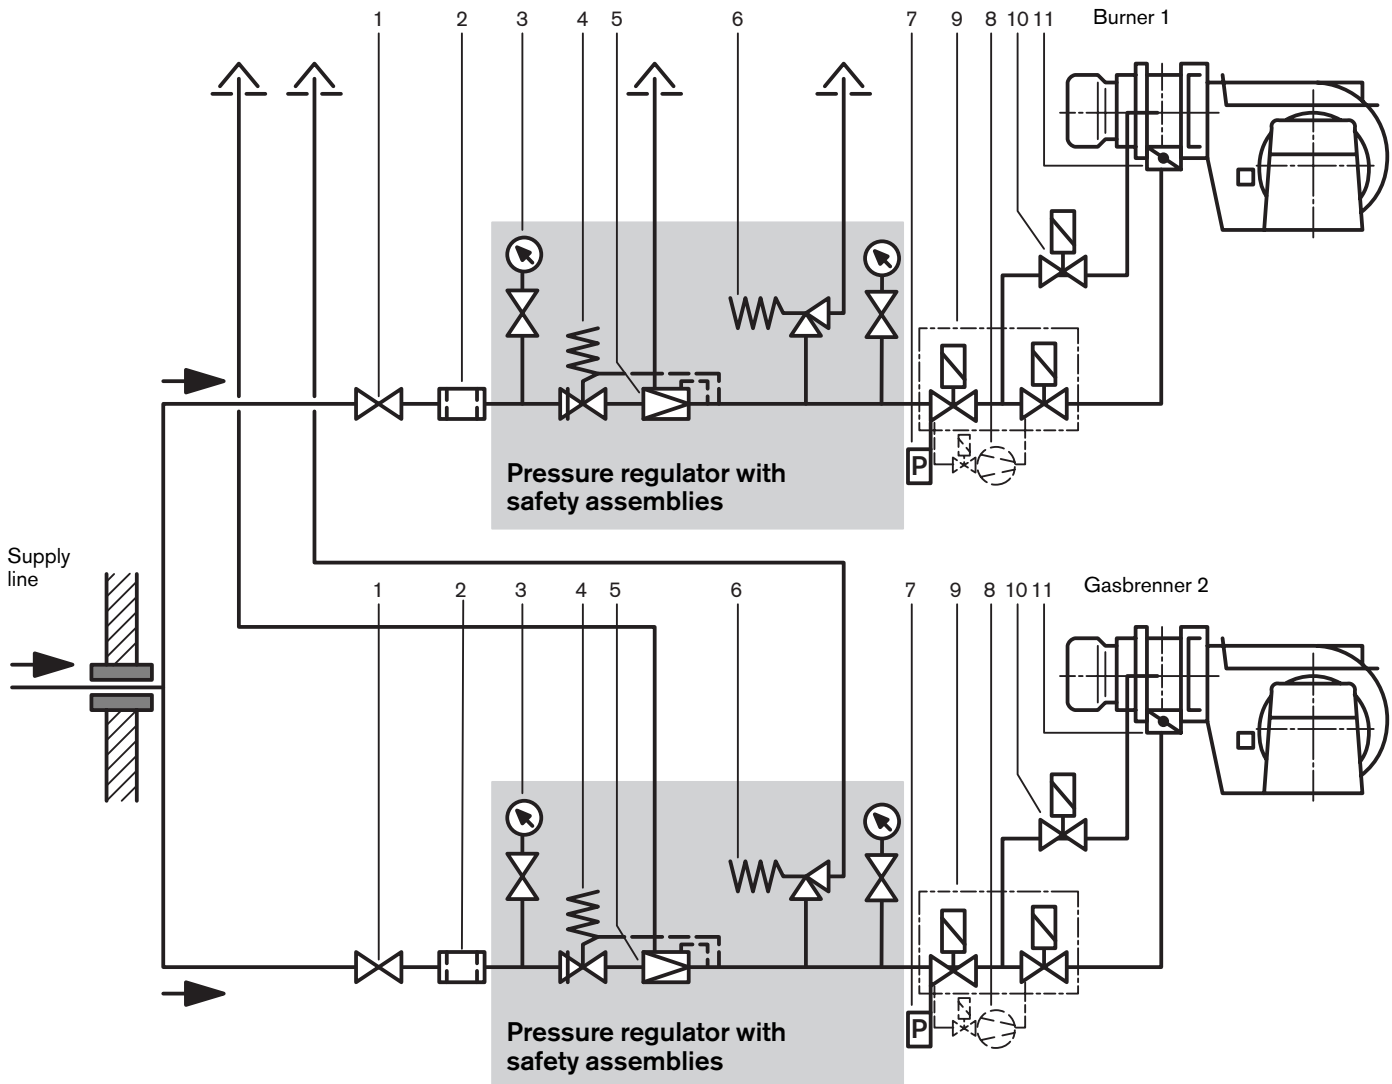 1 2 3 4 5 6 7 9 8 10 11 Burner 1
P
Pressure regulator with
safety assemblies
Supply
line
1 2 3 4 5 6 7 9 8 10 11 Gasbrenner 2
P
Pressure regulator with
safety assemblies